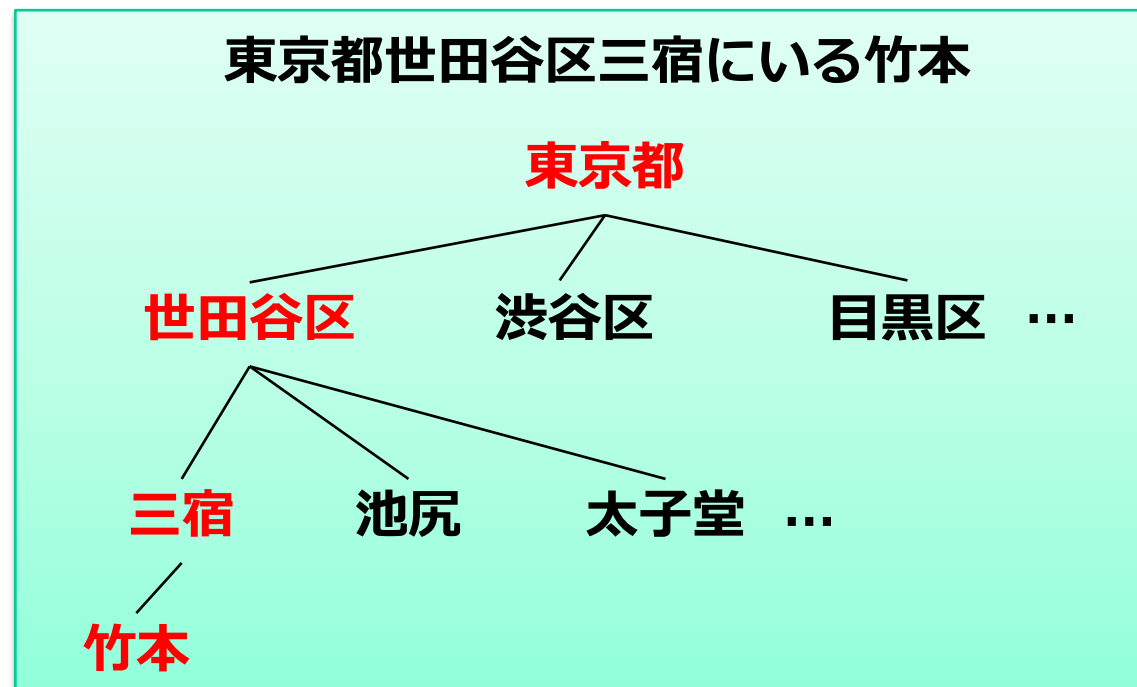 東京都世田谷区三宿にいる竹本
東京都
世田谷区 渋谷区 目黒区 …
三宿 池尻 太子堂 …
竹本